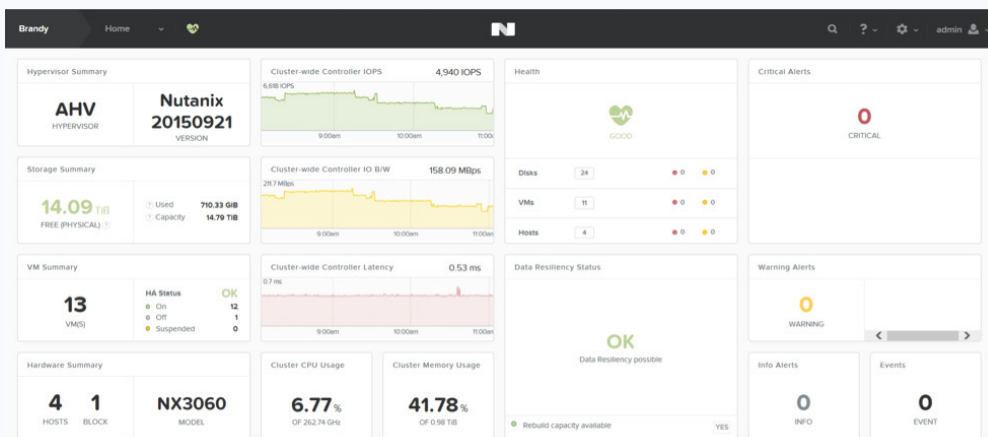 Brandy
Home
N
?
admin
Hypervisor Summary
AHV
HYPERVISOR
Nutanix
20150921
VERSION
Cluster-wide Controller IOPS 4,940 IOPS
6,618 IOPS
9:00am 10:00am 11:00
Health
GOOD
Disks 24 0 0
VMs 11 0 0
Hosts 4 0 0
Critical Alerts
0
CRITICAL
Storage Summary
14.09 TiB
FREE (PHYSICAL) ?
? Used 710.33 GiB
? Capacity 14.79 TiB
Cluster-wide Controller IO B/W 158.09 MBps
211.7 MBps
9:00am 10:00am 11:00am
VM Summary
13
VM(S)
HA Status OK
On 12
Off 1
Suspended 0
Cluster-wide Controller Latency 0.53 ms
0.7 ms
9:00am 10:00am 11:00am
Data Resiliency Status
OK
Data Resiliency possible
Rebuild capacity available YES
Warning Alerts
0
WARNING
Hardware Summary
4
HOSTS
1
BLOCK
NX3060
MODEL
Cluster CPU Usage
6.77 %
OF 262.74 GHz
Cluster Memory Usage
41.78 %
OF 0.98 TiB
Info Alerts
0
INFO
Events
0
EVENT